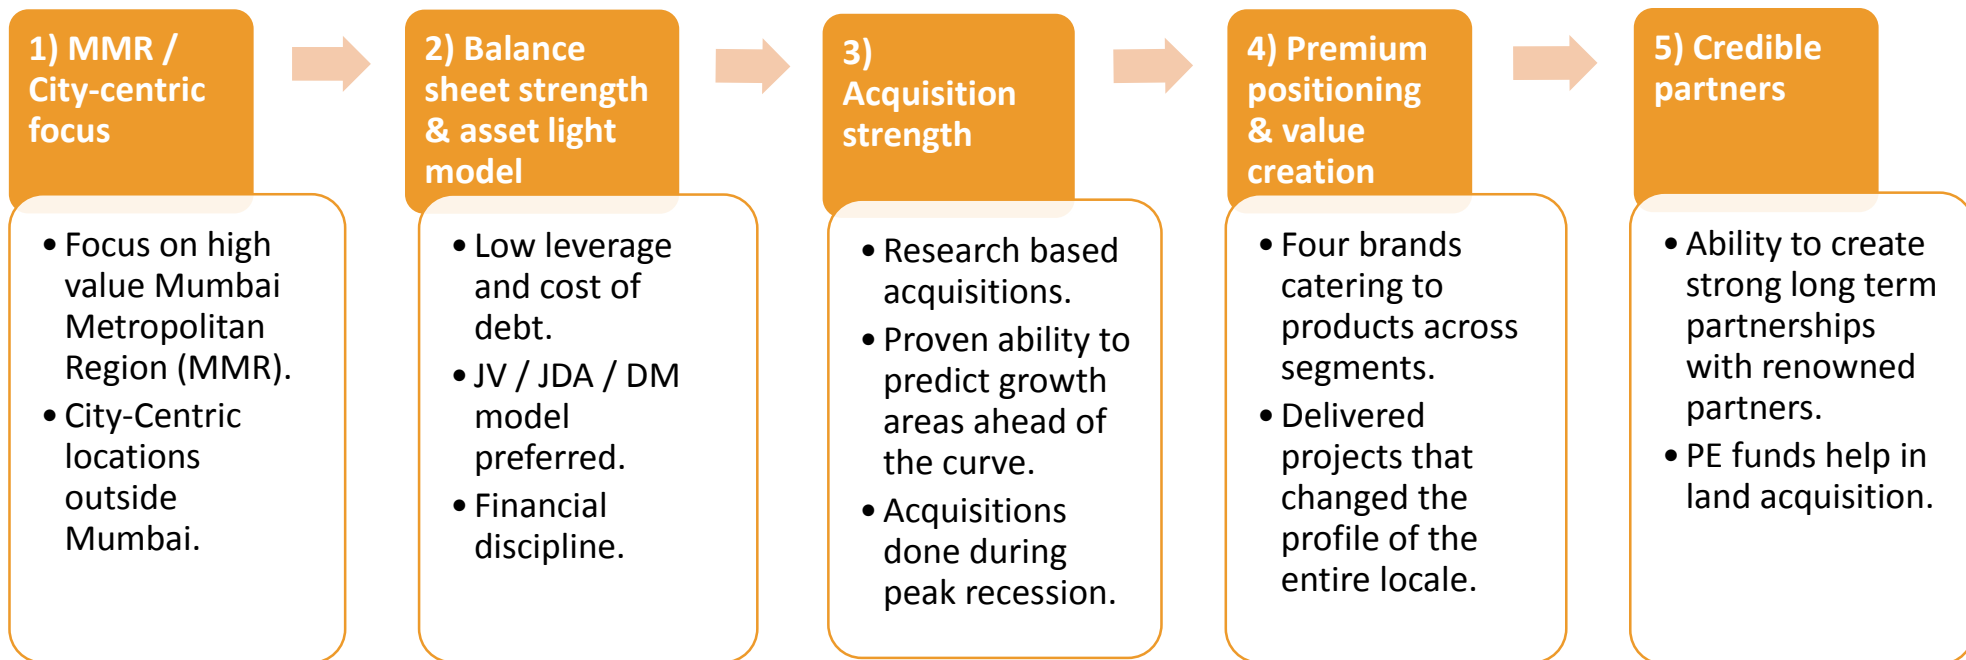 1) MMR /
City-centric
focus
• Focus on high
value Mumbai
Metropolitan
Region (MMR).
• City-Centric
locations
outside
Mumbai.
2) Balance
sheet strength
& asset light
model
• Low leverage
and cost of
debt.
• JV / JDA / DM
model
preferred.
• Financial
discipline.
3)
Acquisition
strength
• Research based
acquisitions.
• Proven ability to
predict growth
areas ahead of
the curve.
• Acquisitions
done during
peak recession.
4) Premium
positioning
& value
creation
• Four brands
catering to
products across
segments.
• Delivered
projects that
changed the
profile of the
entire locale.
5) Credible
partners
• Ability to create
strong long term
partnerships
with renowned
partners.
• PE funds help in
land acquisition.